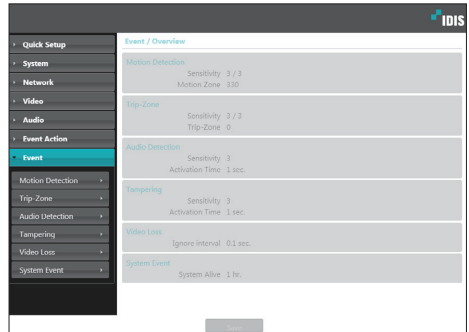 IDIS
Quick Setup
System
Network
Video
Audio
Event Action
Event
Motion Detection
Trip-Zone
Audio Detection
Tampering
Video Loss
System Event
Event / Overview
Motion Detection
Sensitivity 3 / 3
Motion Zone 330
Trip-Zone
Sensitivity 3 / 3
Trip-Zone 0
Audio Detection
Sensitivity 3
Activation Time 1 sec.
Tampering
Sensitivity 3
Activation Time 1 sec.
Video Loss
Ignore interval 0.1 sec.
System Event
System Alive 1 hr.
Save